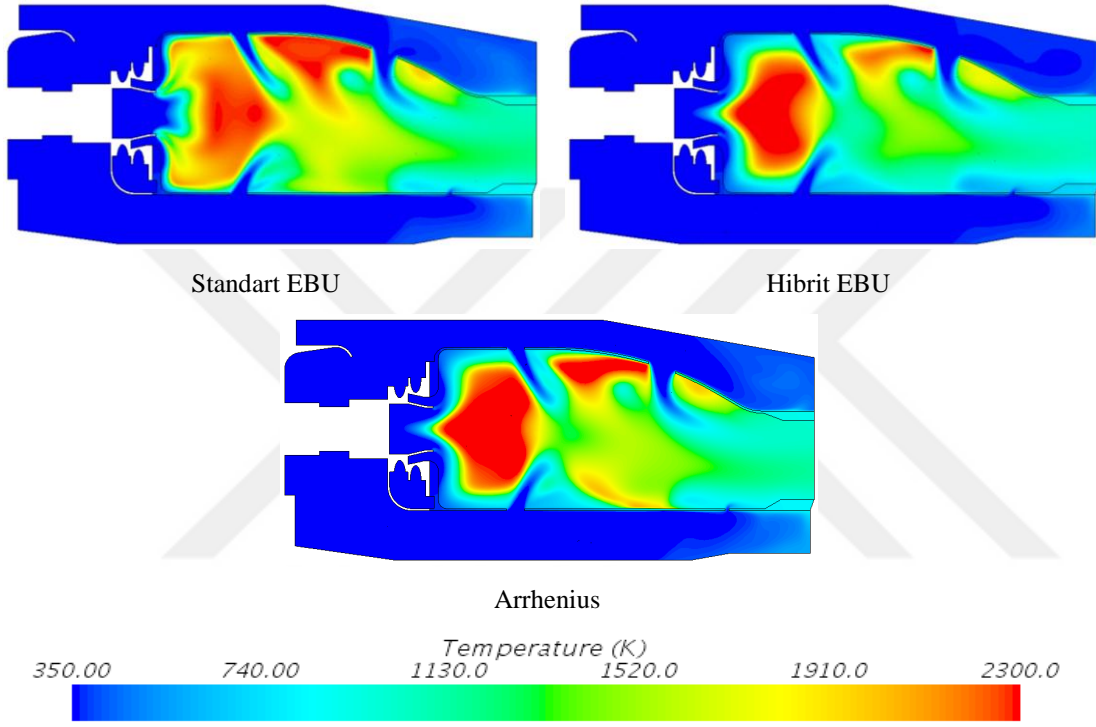 Standart EBU Hibrit EBU
Arrhenius
Temperature (K)
350.00 740.00 1130.0 1520.0 1910.0 2300.0